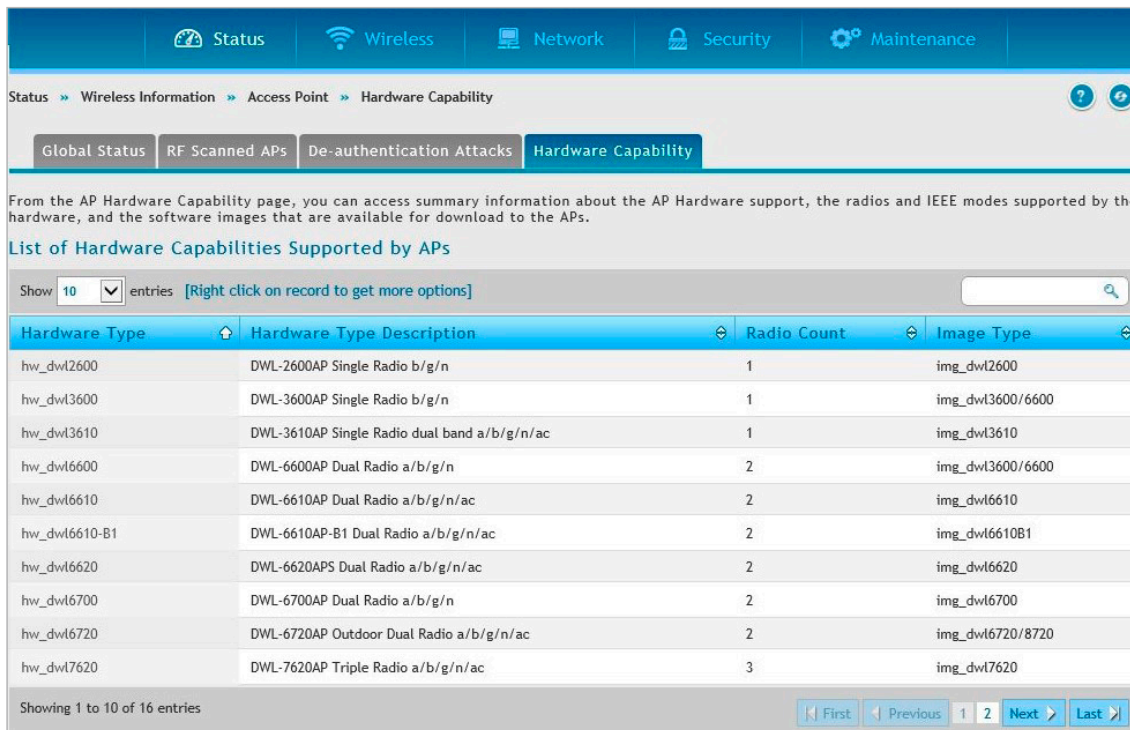 Status Wireless Network Security Maintenance
Status » Wireless Information » Access Point » Hardware Capability
Global Status RF Scanned APs De-authentication Attacks Hardware Capability
From the AP Hardware Capability page, you can access summary information about the AP Hardware support, the radios and IEEE modes supported by th
hardware, and the software images that are available for download to the APs.
List of Hardware Capabilities Supported by APs
Show 10 entries [Right click on record to get more options]
Hardware Type Hardware Type Description Radio Count Image Type
hw_dwl2600 DWL-2600AP Single Radio b/g/n 1 img_dwl2600
hw_dwl3600 DWL-3600AP Single Radio b/g/n 1 img_dwl3600/6600
hw_dwl3610 DWL-3610AP Single Radio dual band a/b/g/n/ac 1 img_dwl3610
hw_dwl6600 DWL-6600AP Dual Radio a/b/g/n 2 img_dwl3600/6600
hw_dwl6610 DWL-6610AP Dual Radio a/b/g/n/ac 2 img_dwl6610
hw_dwl6610-B1 DWL-6610AP-B1 Dual Radio a/b/g/n/ac 2 img_dwl6610B1
hw_dwl6620 DWL-6620APS Dual Radio a/b/g/n/ac 2 img_dwl6620
hw_dwl6700 DWL-6700AP Dual Radio a/b/g/n 2 img_dwl6700
hw_dwl6720 DWL-6720AP Outdoor Dual Radio a/b/g/n/ac 2 img_dwl6720/8720
hw_dwl7620 DWL-7620AP Triple Radio a/b/g/n/ac 3 img_dwl7620
Showing 1 to 10 of 16 entries First Previous 1 2 Next Last